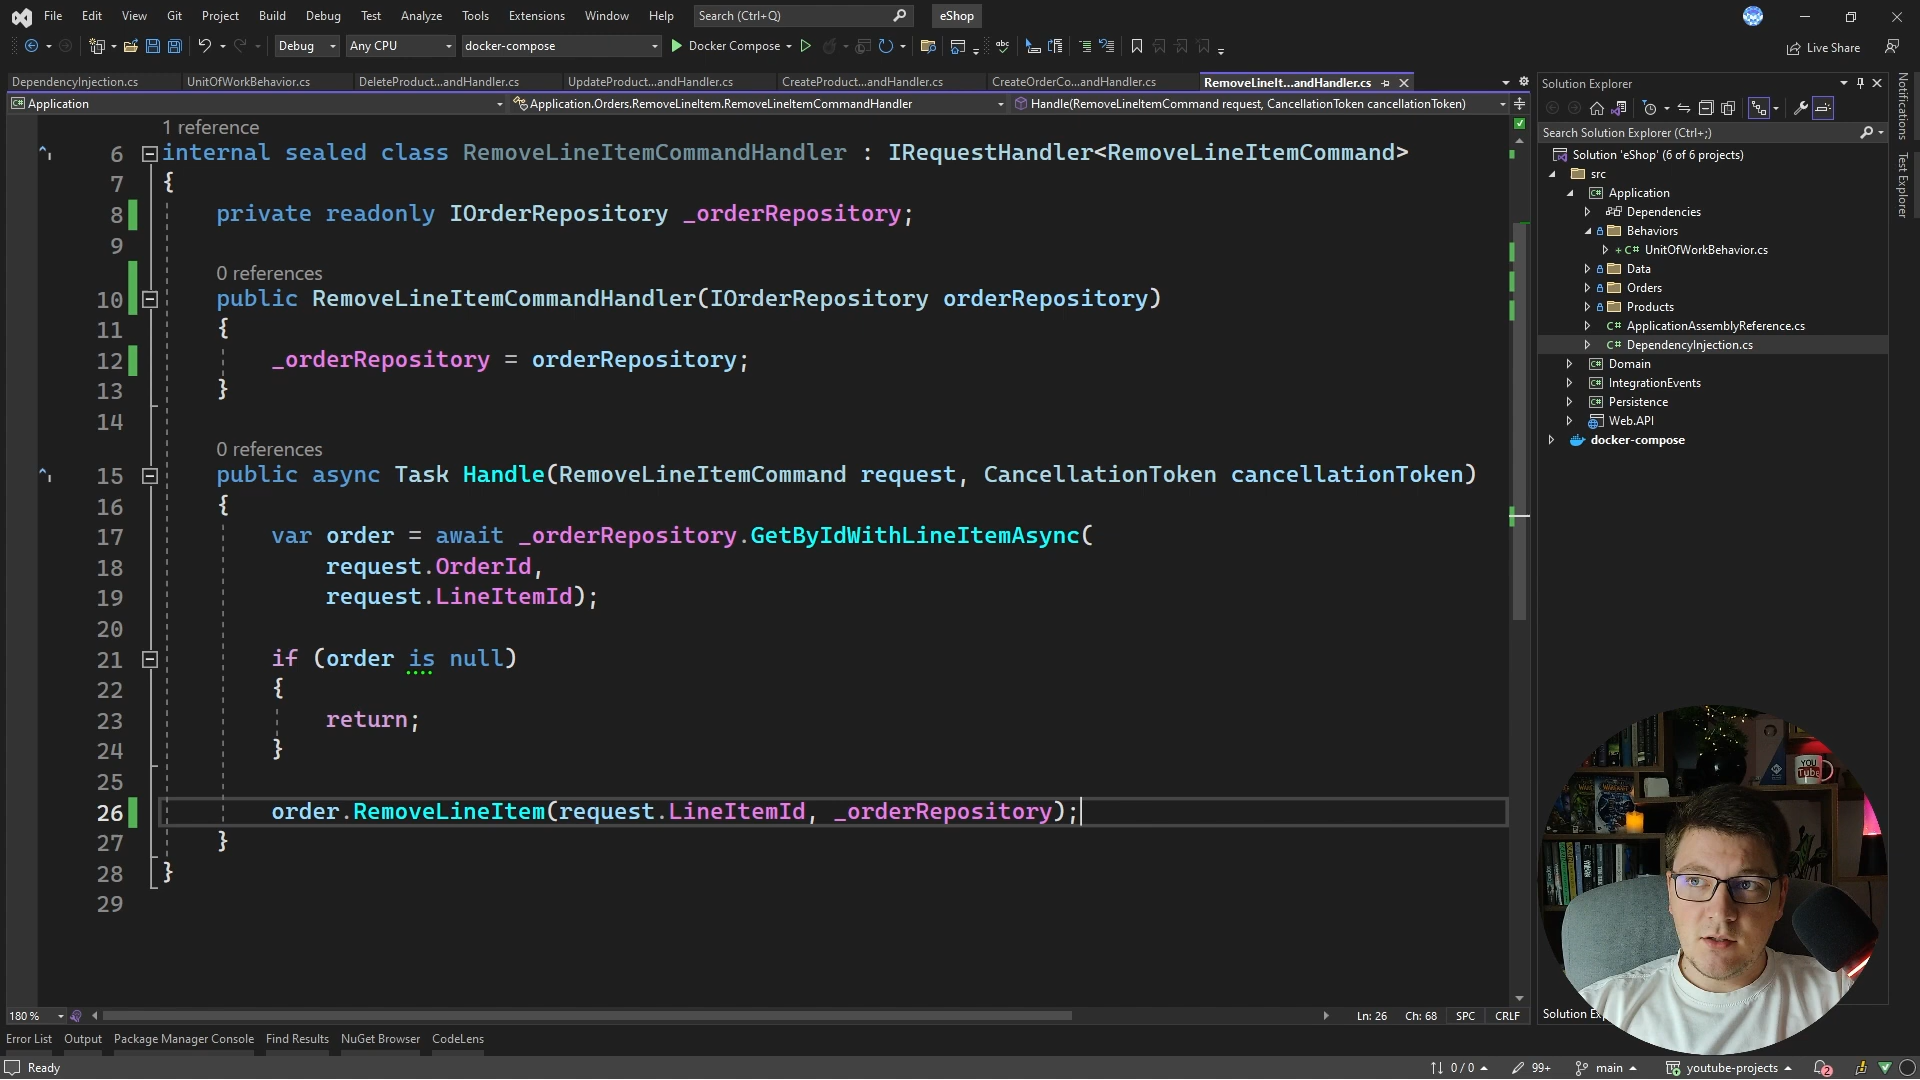 File Edit View Git Project Build Debug Test Analyze Tools Extensions Window Help Search (Ctrl+Q) eShop
Debug Any CPU docker-compose Docker Compose Live Share
DependencyInjection.cs UnitOfWorkBehavior.cs DeleteProduct...andHandler.cs UpdateProduct...andHandler.cs CreateProduct...andHandler.cs CreateOrderCo...andHandler.cs RemoveLineIt...andHandler.cs
Application Application.Orders.RemoveLineItem.RemoveLineItemCommandHandler Handle(RemoveLineItemCommand request, CancellationToken cancellationToken)
1 reference
6 internal sealed class RemoveLineItemCommandHandler : IRequestHandler<RemoveLineItemCommand>
7 {
8 private readonly IOrderRepository _orderRepository;
9
0 references
10 public RemoveLineItemCommandHandler(IOrderRepository orderRepository)
11 {
12 _orderRepository = orderRepository;
13 }
14
0 references
15 public async Task Handle(RemoveLineItemCommand request, CancellationToken cancellationToken)
16 {
17 var order = await _orderRepository.GetByIdWithLineItemAsync(
18 request.OrderId,
19 request.LineItemId);
20
21 if (order is null)
22 {
23 return;
24 }
25
26 order.RemoveLineItem(request.LineItemId, _orderRepository);
27 }
28 }
29
180 % Ln: 26 Ch: 68 SPC CRLF
Error List Output Package Manager Console Find Results NuGet Browser CodeLens
Ready 0 / 0 99+ main youtube-projects 2
Solution Explorer
Search Solution Explorer (Ctrl+;)
Solution 'eShop' (6 of 6 projects)
src
Application
Dependencies
Behaviors
UnitOfWorkBehavior.cs
Data
Orders
Products
ApplicationAssemblyReference.cs
DependencyInjection.cs
Domain
IntegrationEvents
Persistence
Web.API
docker-compose
Notifications
Test Explorer
YOU
Tube